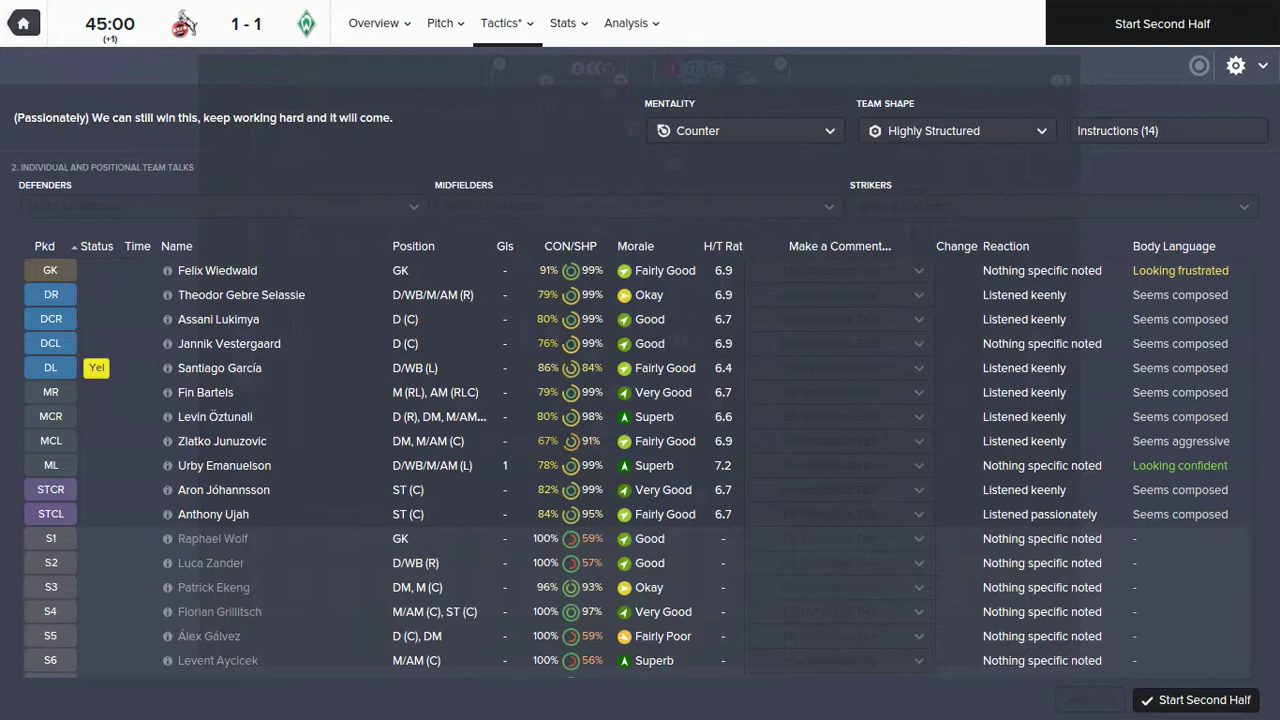 45:00
(+1)
1 - 1
Overview
Pitch
Tactics*
Stats
Analysis
Start Second Half
(Passionately) We can still win this, keep working hard and it will come.
MENTALITY
TEAM SHAPE
Counter
Highly Structured
Instructions (14)
2. INDIVIDUAL AND POSITIONAL TEAM TALKS
DEFENDERS
MIDFIELDERS
STRIKERS
Pkd Status Time Name Position Gls CON/SHP Morale H/T Rat Make a Comment... Change Reaction Body Language
GK Felix Wiedwald GK - 91% 99% Fairly Good 6.9 Nothing specific noted Looking frustrated
DR Theodor Gebre Selassie D/WB/M/AM (R) - 79% 99% Okay 6.9 Listened keenly Seems composed
DCR Assani Lukimya D (C) - 80% 99% Good 6.7 Listened keenly Seems composed
DCL Jannik Vestergaard D (C) - 76% 99% Good 6.9 Nothing specific noted Seems composed
DL Yel Santiago García D/WB (L) - 86% 84% Fairly Good 6.4 Listened keenly Seems composed
MR Fin Bartels M (RL), AM (RLC) - 79% 99% Very Good 6.7 Listened keenly Seems composed
MCR Levin Öztunali D (R), DM, M/AM... - 80% 98% Superb 6.6 Listened keenly Seems composed
MCL Zlatko Junuzovic DM, M/AM (C) - 67% 91% Fairly Good 6.9 Listened keenly Seems aggressive
ML Urby Emanuelson D/WB/M/AM (L) 1 78% 99% Superb 7.2 Nothing specific noted Looking confident
STCR Aron Jóhannsson ST (C) - 82% 99% Very Good 6.7 Listened keenly Seems composed
STCL Anthony Ujah ST (C) - 84% 95% Fairly Good 6.7 Listened passionately Seems composed
S1 Raphael Wolf GK 100% 59% Good - Nothing specific noted -
S2 Luca Zander D/WB (R) 100% 57% Good - Nothing specific noted -
S3 Patrick Ekeng DM, M (C) 96% 93% Okay - Nothing specific noted -
S4 Florian Grillitsch M/AM (C), ST (C) 100% 97% Very Good - Nothing specific noted -
S5 Álex Gálvez D (C), DM 100% 59% Fairly Poor - Nothing specific noted -
S6 Levent Aycicek M/AM (C) 100% 56% Superb - Nothing specific noted -
Start Second Half